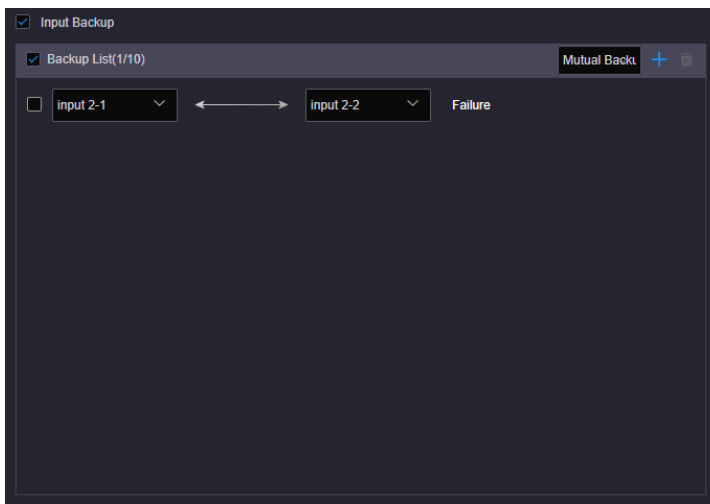 Input Backup
Backup List(1/10) Mutual Backu
input 2-1 input 2-2 Failure